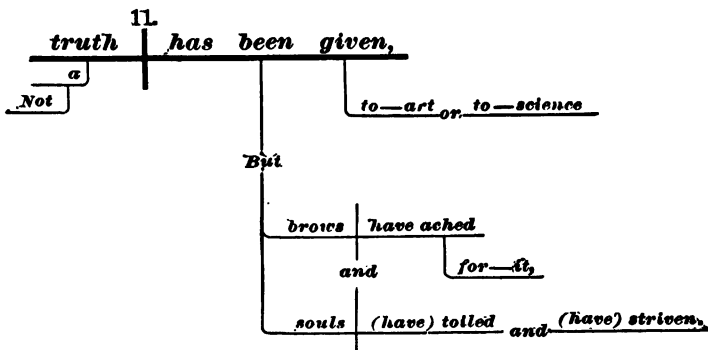 11.
truth has been given,
a
Not
to—art or to—science
But
brows have ached
and
for—it,
souls (have) toiled and (have) striven.